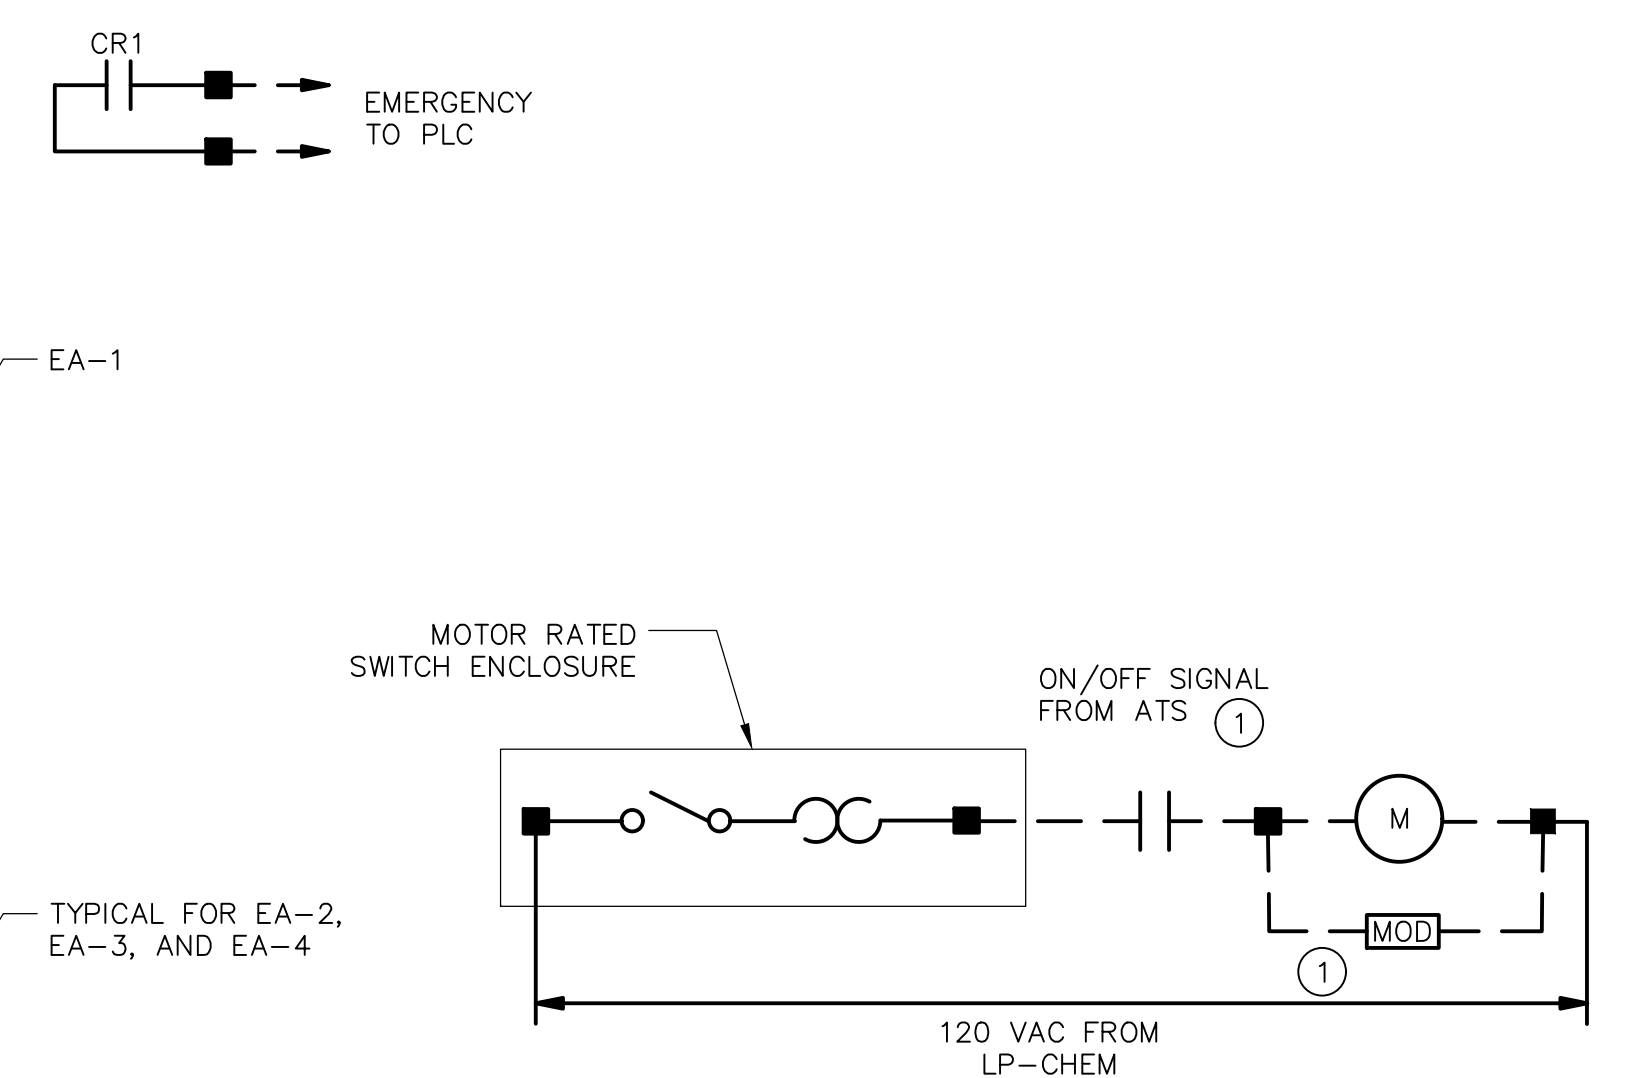 CR1
EMERGENCY
TO PLC
EA-1
MOTOR RATED
SWITCH ENCLOSURE
ON/OFF SIGNAL
FROM ATS 1
M
TYPICAL FOR EA-2,
EA-3, AND EA-4
MOD
1
120 VAC FROM
LP-CHEM